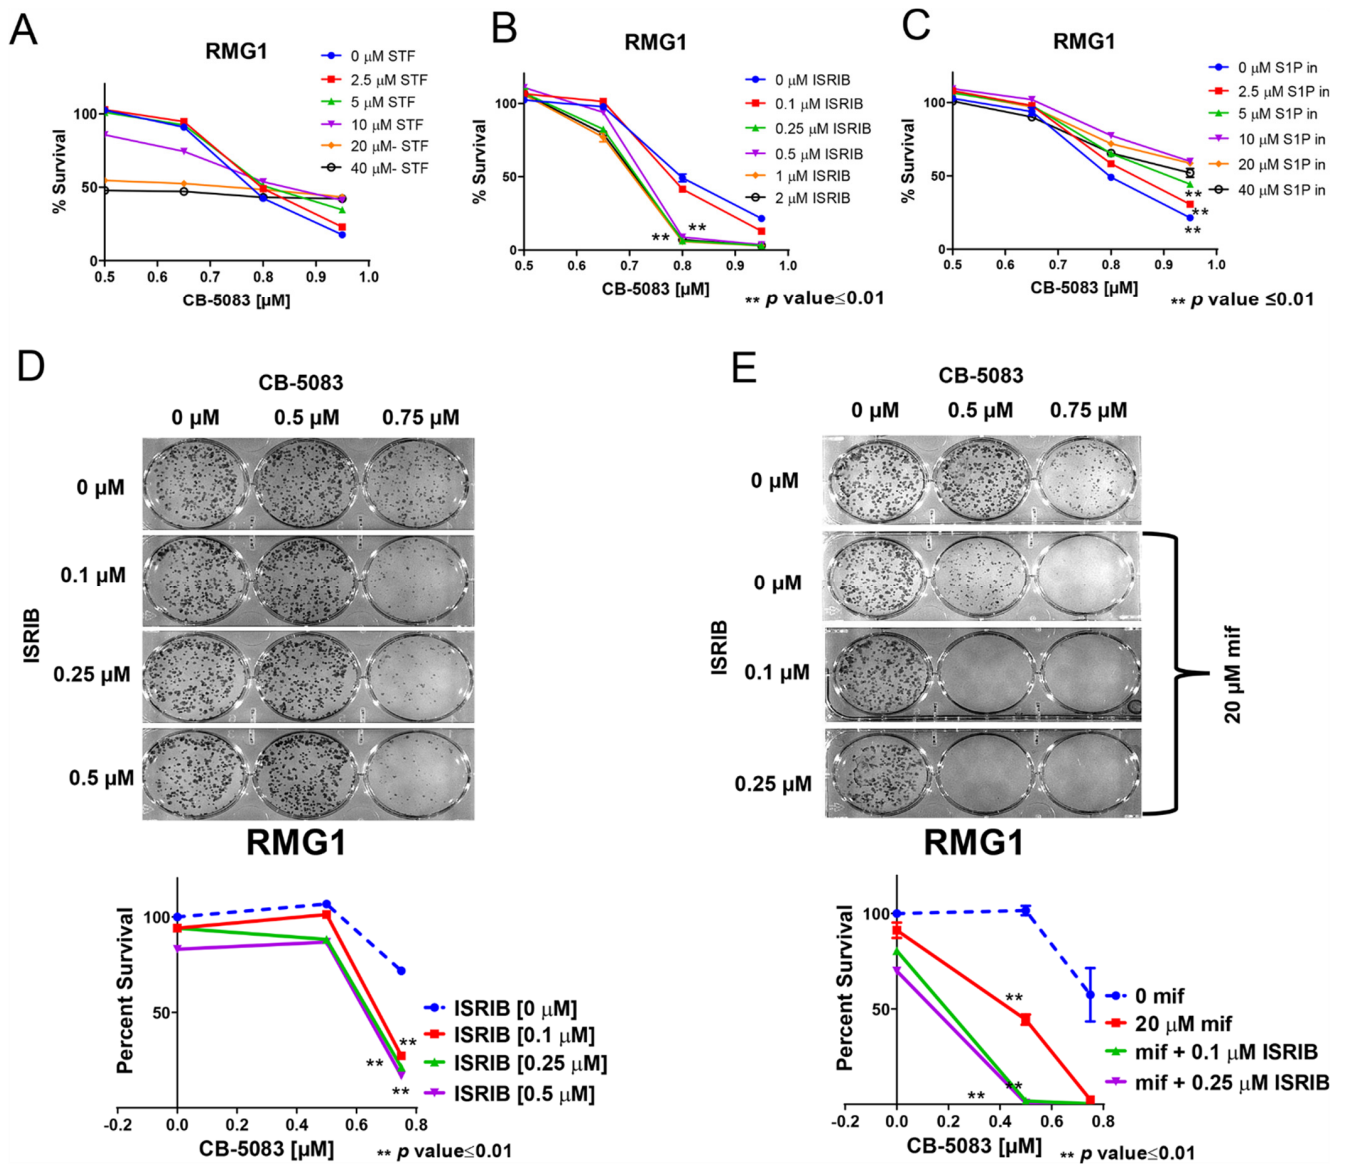 A
RMG1
0 μM STF
2.5 μM STF
5 μM STF
10 μM STF
20 μM- STF
40 μM- STF
% Survival
100
50
0
0.5 0.6 0.7 0.8 0.9 1.0
CB-5083 [μM]
B
RMG1
0 μM ISRIB
0.1 μM ISRIB
0.25 μM ISRIB
0.5 μM ISRIB
1 μM ISRIB
2 μM ISRIB
% Survival
100
50
0
** **
0.5 0.6 0.7 0.8 0.9 1.0
CB-5083 [μM]
** p value≤0.01
C
RMG1
0 μM S1P in
2.5 μM S1P in
5 μM S1P in
10 μM S1P in
20 μM S1P in
40 μM S1P in
% Survival
100
50
0
**
**
**
0.5 0.6 0.7 0.8 0.9 1.0
CB-5083 [μM]
** p value ≤0.01
D
CB-5083
0 μM 0.5 μM 0.75 μM
ISRIB
0 μM
0.1 μM
0.25 μM
0.5 μM
RMG1
Percent Survival
100
50
ISRIB [0 μM]
ISRIB [0.1 μM]
ISRIB [0.25 μM]
ISRIB [0.5 μM]
**
**
**
-0.2 0.0 0.2 0.4 0.6 0.8
CB-5083 [μM]
** p value≤0.01
E
CB-5083
0 μM 0.5 μM 0.75 μM
ISRIB
0 μM
0 μM
0.1 μM
0.25 μM
20 μM mif
RMG1
Percent Survival
100
50
0 mif
20 μM mif
mif + 0.1 μM ISRIB
mif + 0.25 μM ISRIB
**
**
**
-0.2 0.0 0.2 0.4 0.6 0.8
CB-5083 [μM]
** p value≤0.01